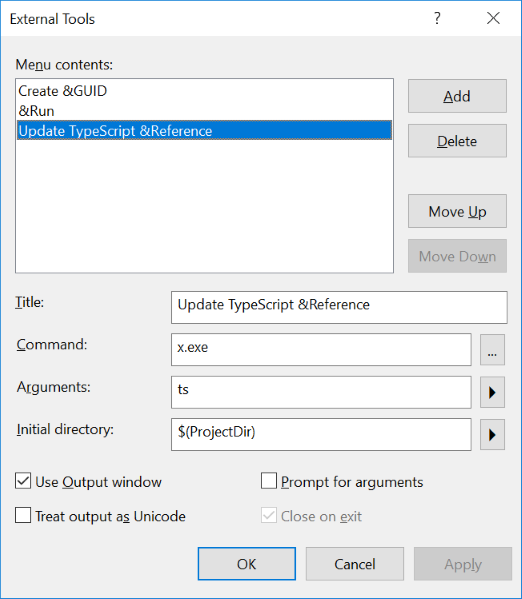 External Tools
?
Menu contents:
Create &GUID
&Run
Update TypeScript &Reference
Add
Delete
Move Up
Move Down
Title:
Update TypeScript &Reference
Command:
x.exe
...
Arguments:
ts
Initial directory:
$(ProjectDir)
Use Output window
Prompt for arguments
Treat output as Unicode
Close on exit
OK
Cancel
Apply